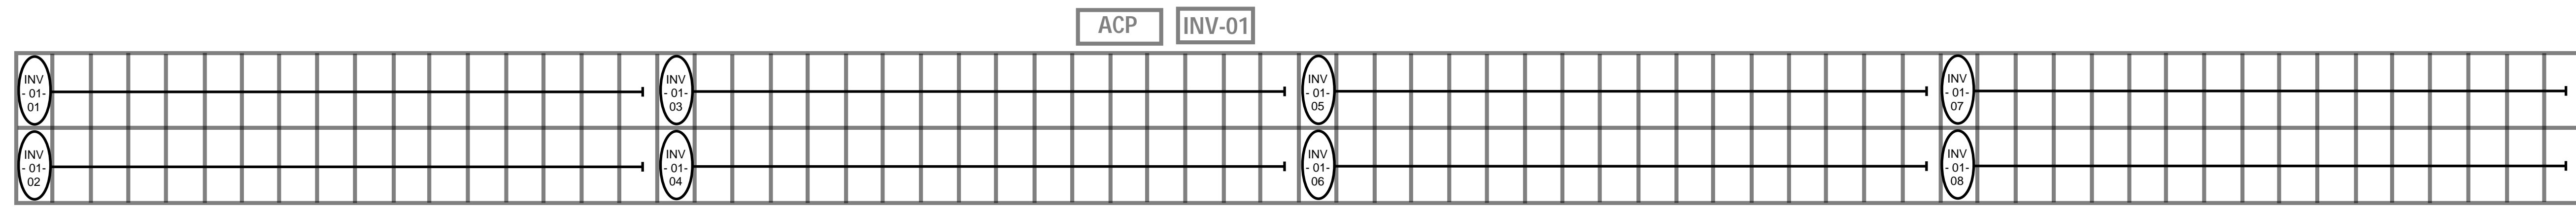 ACP
INV-01
INV
- 01-
01
INV
- 01-
03
INV
- 01-
05
INV
- 01-
07
INV
- 01-
02
INV
- 01-
04
INV
- 01-
06
INV
- 01-
08